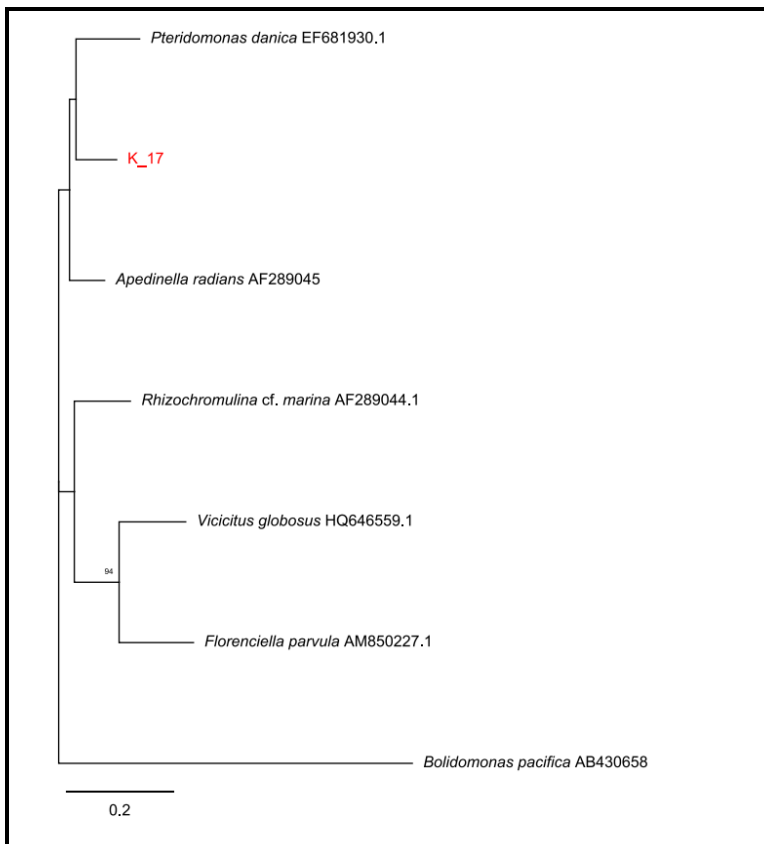 Pteridomonas danica EF681930.1
K_17
Apedinella radians AF289045
Rhizochromulina cf. marina AF289044.1
Vicicitus globosus HQ646559.1
94
Florenciella parvula AM850227.1
Bolidomonas pacifica AB430658
0.2